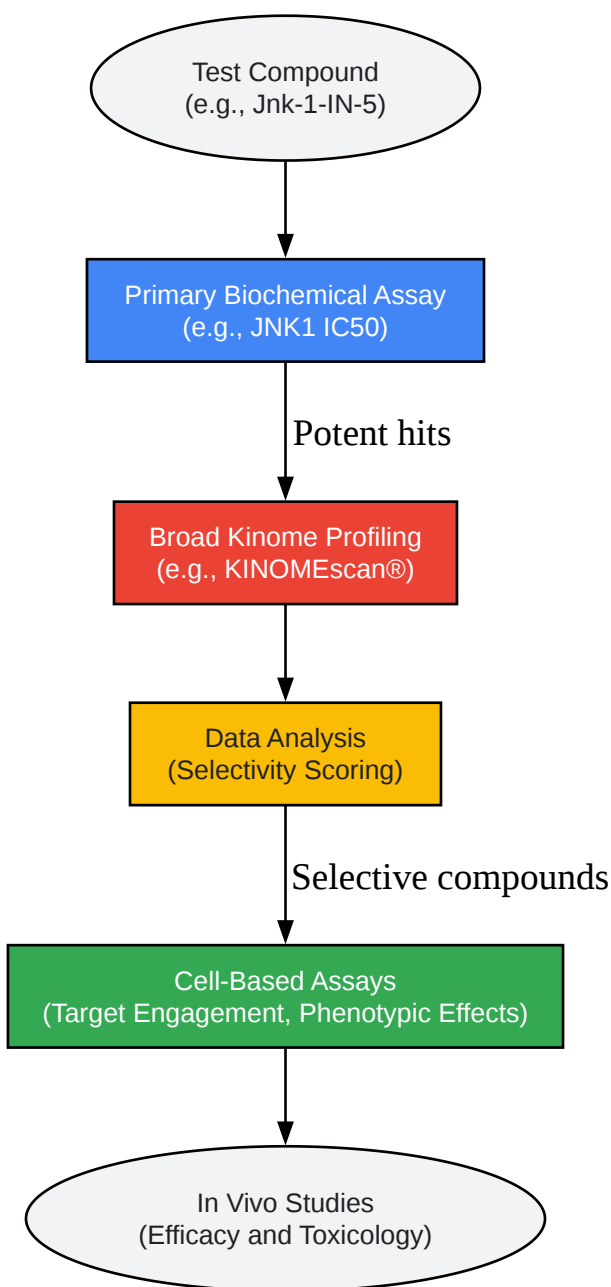 Test Compound
(e.g., Jnk-1-IN-5)
Primary Biochemical Assay
(e.g., JNK1 IC50)
Potent hits
Broad Kinome Profiling
(e.g., KINOMEscan®)
Data Analysis
(Selectivity Scoring)
Selective compounds
Cell-Based Assays
(Target Engagement, Phenotypic Effects)
In Vivo Studies
(Efficacy and Toxicology)